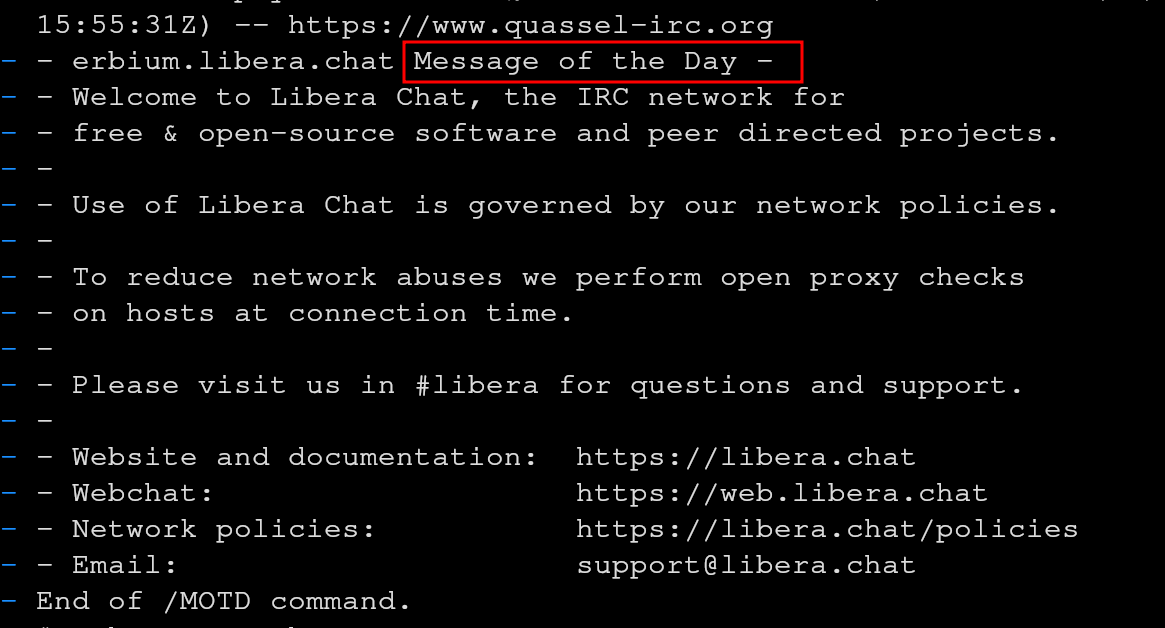 15:55:31Z) -- https://www.quassel-irc.org
- - erbium.libera.chat Message of the Day -
- - Welcome to Libera Chat, the IRC network for
- - free & open-source software and peer directed projects.
- -
- - Use of Libera Chat is governed by our network policies.
- -
- - To reduce network abuses we perform open proxy checks
- - on hosts at connection time.
- -
- - Please visit us in #libera for questions and support.
- -
- - Website and documentation:  https://libera.chat
- - Webchat:                    https://web.libera.chat
- - Network policies:           https://libera.chat/policies
- - Email:                      support@libera.chat
- End of /MOTD command.